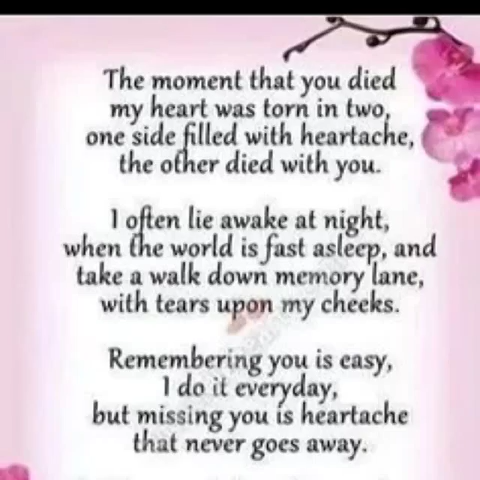 The moment that you died
my heart was torn in two,
one side filled with heartache,
the other died with you.
I often lie awake at night,
when the world is fast asleep, and
take a walk down memory lane,
with tears upon my cheeks.
Remembering you is easy,
I do it everyday,
but missing you is heartache
that never goes away.